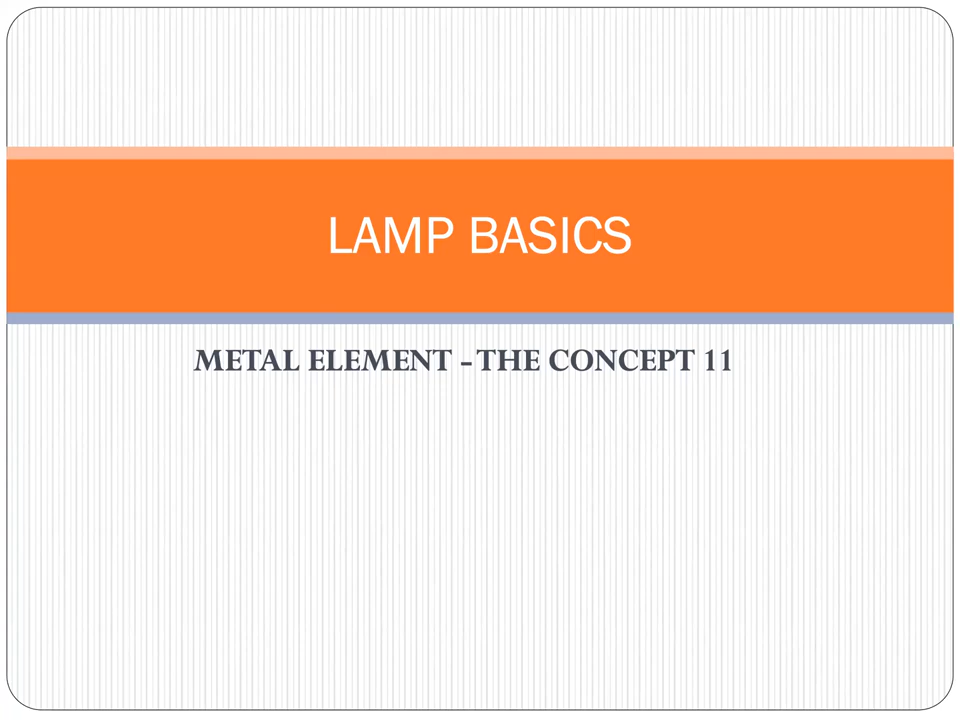 LAMP BASICS
METAL ELEMENT - THE CONCEPT 11